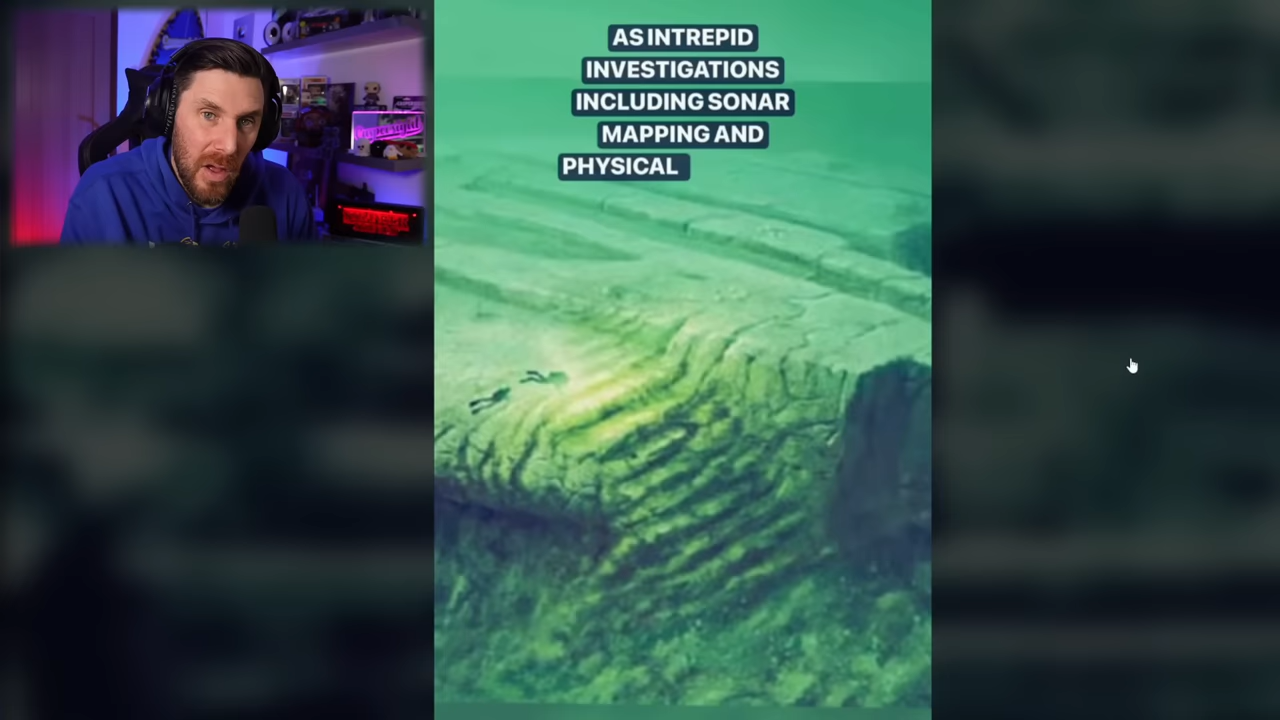 AS INTREPID
INVESTIGATIONS
INCLUDING SONAR
MAPPING AND
PHYSICAL